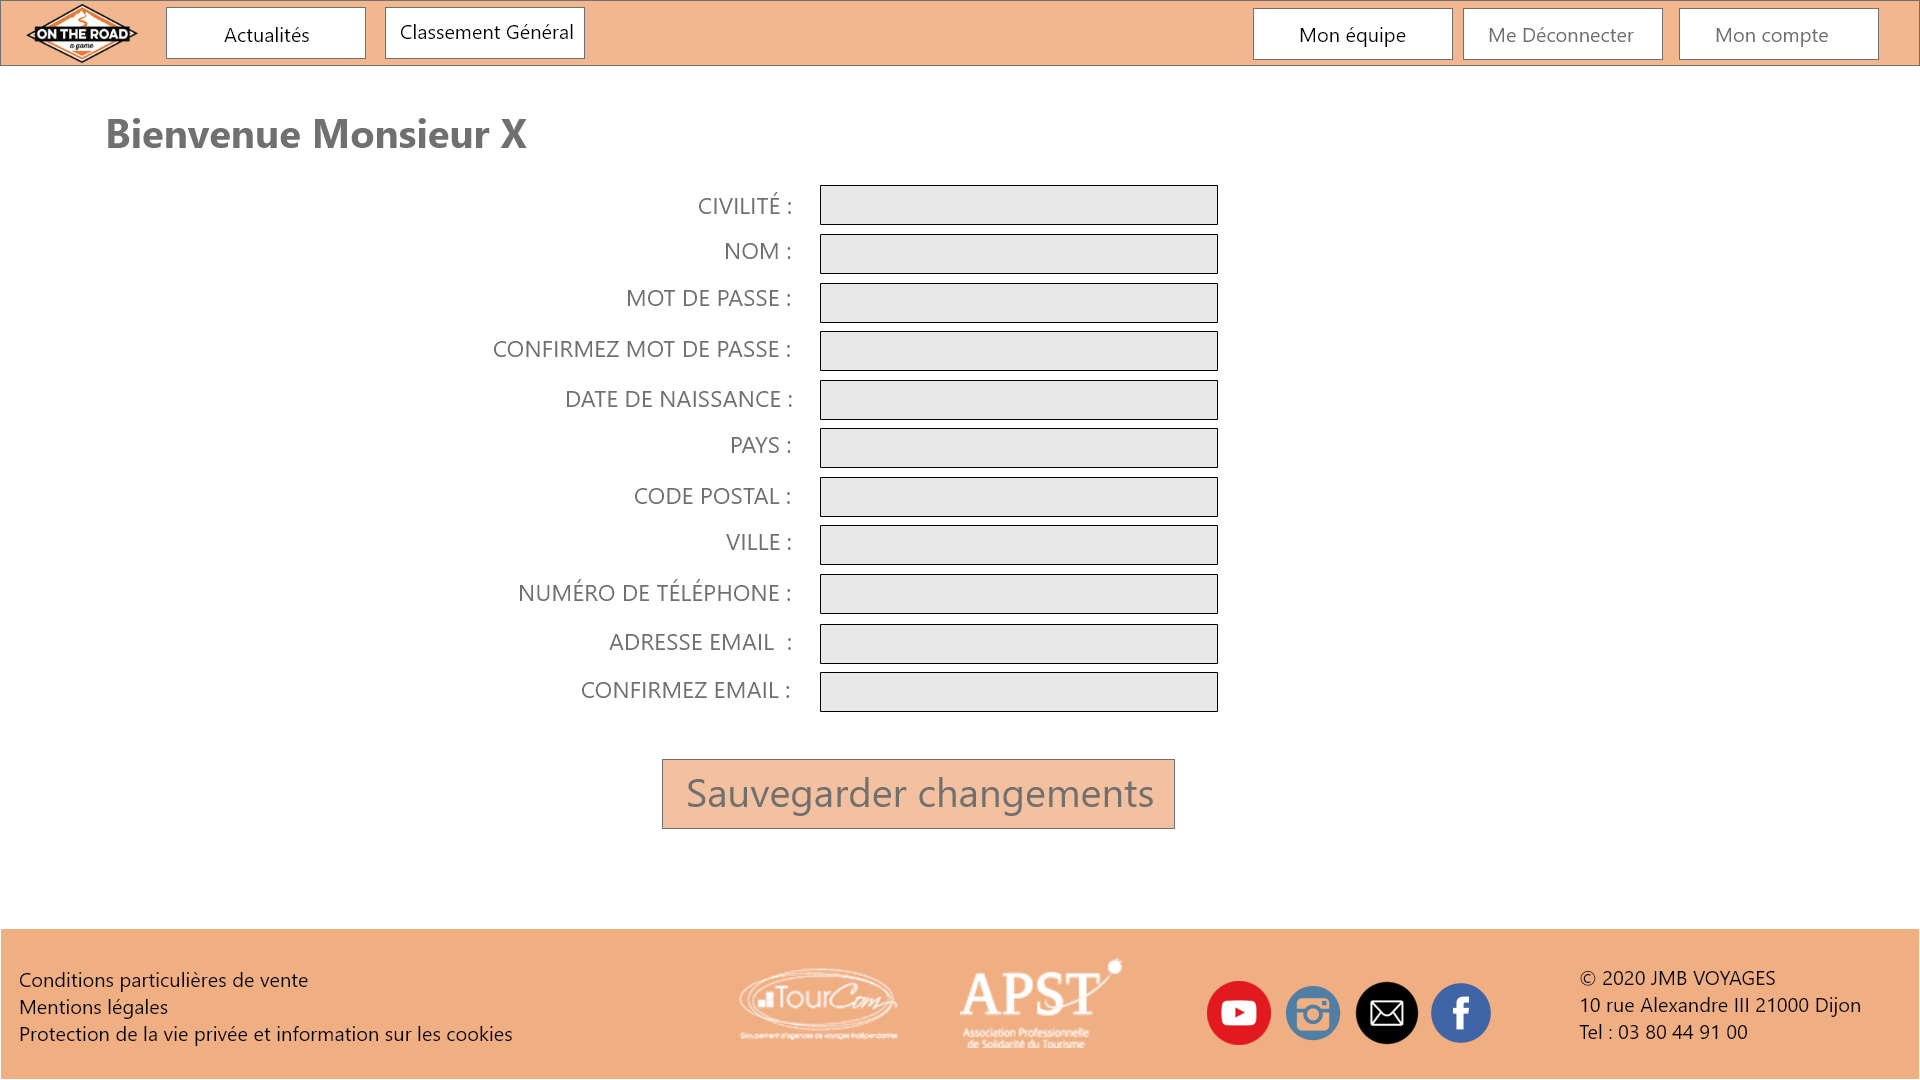 ON THE ROAD
a game
Actualités
Classement Général
Mon équipe
Me Déconnecter
Mon compte
Bienvenue Monsieur X
CIVILITÉ :
NOM :
MOT DE PASSE :
CONFIRMEZ MOT DE PASSE :
DATE DE NAISSANCE :
PAYS :
CODE POSTAL :
VILLE :
NUMÉRO DE TÉLÉPHONE :
ADRESSE EMAIL  :
CONFIRMEZ EMAIL :
Sauvegarder changements
Conditions particulières de vente
Mentions légales
Protection de la vie privée et information sur les cookies
TourCom
Groupement d'agences de voyages indépendantes
APST
Association Professionnelle
de Solidarité du Tourisme
© 2020 JMB VOYAGES
10 rue Alexandre III 21000 Dijon
Tel : 03 80 44 91 00